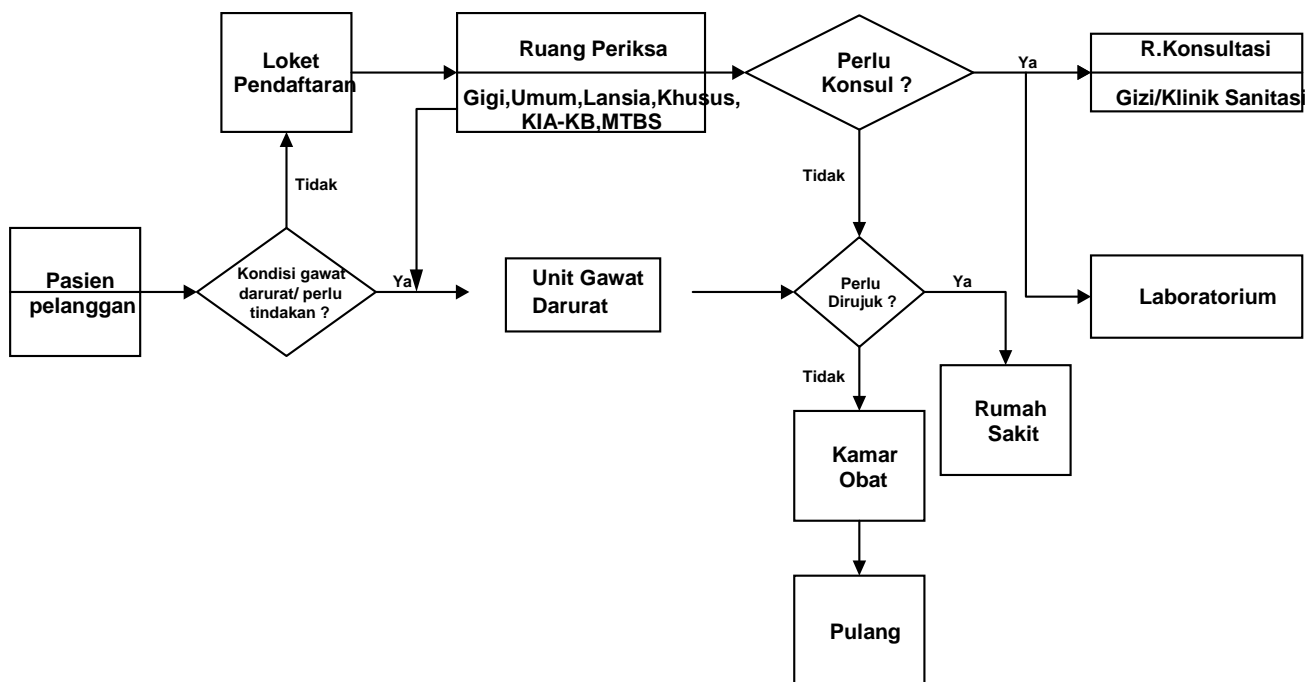 Loket
Pendaftaran
Ruang Periksa
Gigi,Umum,Lansia,Khusus,
KIA-KB,MTBS
Perlu
Konsul ?
Ya
R.Konsultasi
Gizi/Klinik Sanitasi
Tidak
Tidak
Pasien
pelanggan
Kondisi gawat
darurat/ perlu
tindakan ?
Ya
Unit Gawat
Darurat
Perlu
Dirujuk ?
Ya
Laboratorium
Tidak
Rumah
Sakit
Kamar
Obat
Pulang